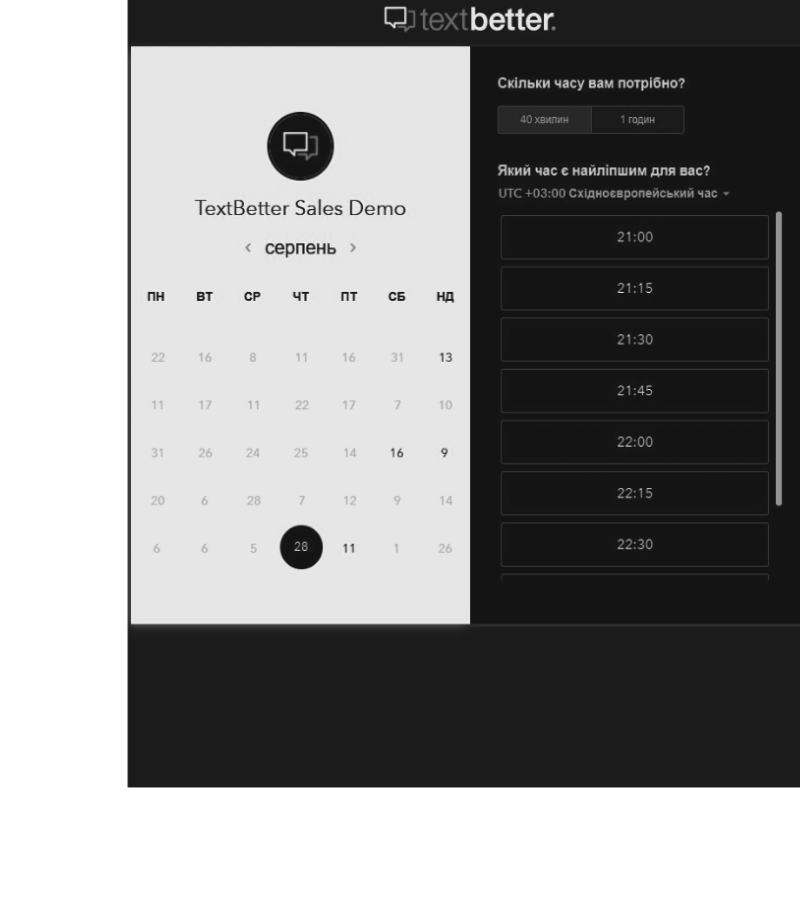 textbetter.
TextBetter Sales Demo
‹ серпень ›
ПН ВТ СР ЧТ ПТ СБ НД
22 16 8 11 16 31 13
11 17 11 22 17 7 10
31 26 24 25 14 16 9
20 6 28 7 12 9 14
6 6 5 28 11 1 26
Скільки часу вам потрібно?
40 хвилин 1 годин
Який час є найліпшим для вас?
UTC +03:00 Східноєвропейський час
21:00
21:15
21:30
21:45
22:00
22:15
22:30